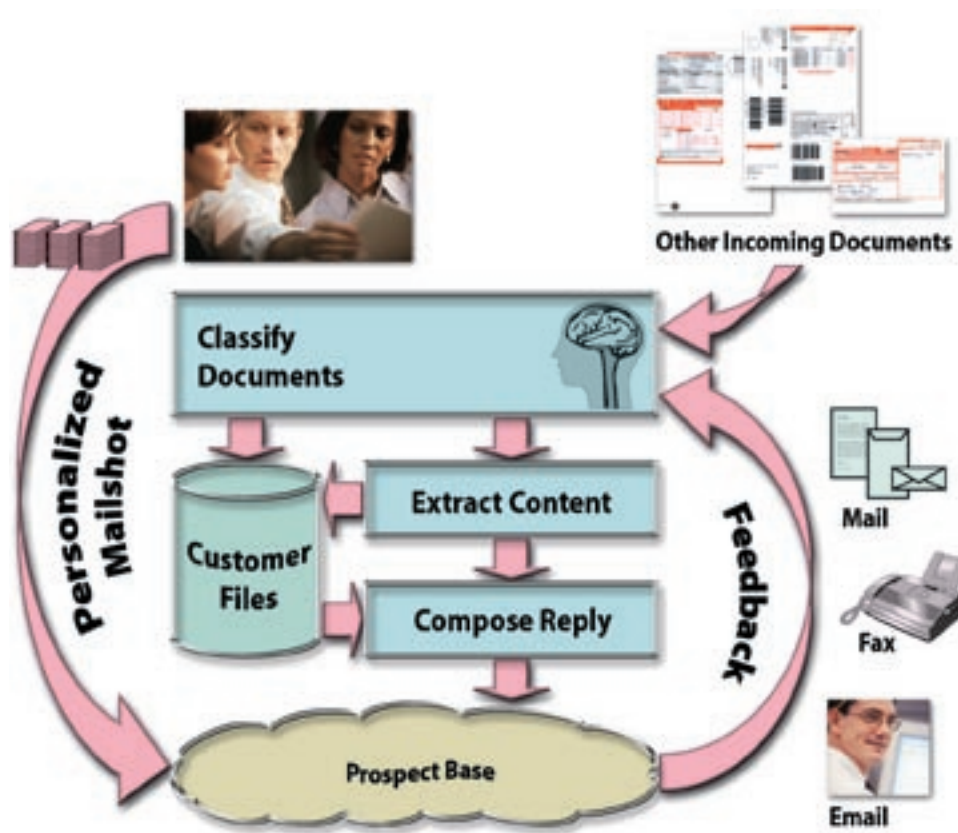 Other Incoming Documents
Classify
Documents
Personalized
Mailshot
Extract Content
Customer
Files
Compose Reply
Feedback
Mail
Fax
Prospect Base
Email